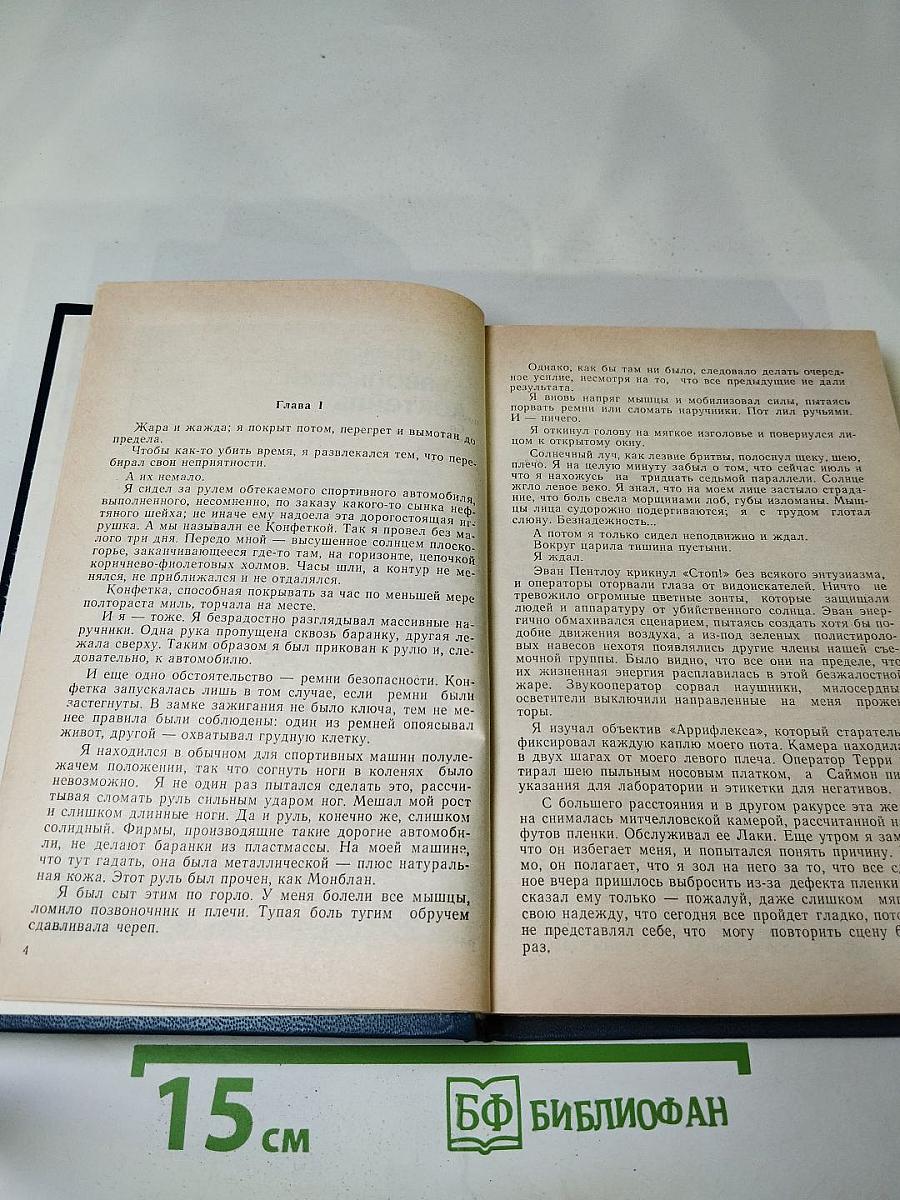 Глава 1
Жара и жажда; я покрыт потом, перегрет и вымотан до
предела.
Чтобы как-то убить время, я развлекался тем, что пере-
бирал свои неприятности.
А их немало.
Я сидел за рулем обтекаемого спортивного автомобиля,
выполненного, несомненно, по заказу какого-то сынка неф-
тяного шейха; не иначе ему надоела эта дорогостоящая иг-
рушка. А мы называли ее Конфеткой. Так я провел без ма-
лого три дня. Передо мной — высушенное солнцем плоско-
горье, заканчивающееся где-то там, на горизонте, цепочкой
коричнево-фиолетовых холмов. Часы шли, а контур не ме-
нялся, не приближался и не отдалялся.
Конфетка, способная покрывать за час по меньшей мере
полтораста миль, торчала на месте.
И я — тоже. Я безрадостно разглядывал массивные на-
ручники. Одна рука пропущена сквозь баранку, другая ле-
жала сверху. Таким образом я был прикован к рулю и, сле-
довательно, к автомобилю.
И еще одно обстоятельство — ремни безопасности. Кон-
фетка запускалась лишь в том случае, если ремни были
застегнуты. В замке зажигания не было ключа, тем не ме-
нее правила были соблюдены: один из ремней опоясывал
живот, другой — охватывал грудную клетку.
Я находился в обычном для спортивных машин полуле-
жачем положении, так что согнуть ноги в коленях было
невозможно. Я не один раз пытался сделать это, рассчи-
тывая сломать руль сильным ударом ног. Мешал мой рост
и слишком длинные ноги. Да и руль, конечно же, слишком
солидный. Фирмы, производящие такие дорогие автомоби-
ли, не делают баранки из пластмассы. На моей машине,
что тут гадать, она была металлической — плюс натураль-
ная кожа. Этот руль был прочен, как Монблан.
Я был сыт этим по горло. У меня болели все мышцы,
ломило позвоночник и плечи. Тупая боль тугим обручем
сдавливала череп.
4
Однако, как бы там ни было, следовало делать очеред-
ное усилие, несмотря на то, что все предыдущие не дали
результата.
Я вновь напряг мышцы и мобилизовал силы, пытаясь
порвать ремни или сломать наручники. Пот лил ручьями.
И — ничего.
Я откинул голову на мягкое изголовье и повернулся ли-
цом к открытому окну.
Солнечный луч, как лезвие бритвы, полоснул щеку, шею,
плечо. Я на целую минуту забыл о том, что сейчас июль и
что я нахожусь на тридцать седьмой параллели. Солнце
жгло левое веко. Я знал, что на моем лице застыло страда-
ние, что боль свела морщинами лоб, губы изломаны. Мыш-
цы лица судорожно подергиваются; я с трудом глотал
слюну. Безнадежность...
А потом я только сидел неподвижно и ждал.
Вокруг царила тишина пустыни.
Я ждал.
Эван Пентлоу крикнул «Стоп!» без всякого энтузиазма,
и операторы оторвали глаза от видоискателей. Ничто не
тревожило огромные цветные зонты, которые защищали
людей и аппаратуру от убийственного солнца. Эван энер-
гично обмахивался сценарием, пытаясь создать хотя бы по-
добие движения воздуха, а из-под зеленых полистироло-
вых навесов нехотя появлялись другие члены нашей съе-
мочной группы. Было видно, что все они на пределе, что
их жизненная энергия расплавилась в этой безжалостной
жаре. Звукооператор сорвал наушники, милосердны
осветители выключили направленные на меня прожек
торы.
Я изучал объектив «Аррифлекса», который старатель
фиксировал каждую каплю моего пота. Камера находила
в двух шагах от моего левого плеча. Оператор Терри
тирал шею пыльным носовым платком, а Саймон пи
указания для лаборатории и этикетки для негативов.
С большего расстояния и в другом ракурсе эта же
на снималась митчелловской камерой, рассчитанной н
футов пленки. Обслуживал ее Лаки. Еще утром я зам
что он избегает меня, и попытался понять причину.
мо, он полагает, что я зол на него за то, что все сд
ное вчера пришлось выбросить из-за дефекта пленки
сказал ему только — пожалуй, даже слишком мяг
свою надежду, что сегодня все пройдет гладко, пото
не представлял себе, что могу повторить сцену
раз.
15 см
БФ БИБЛИОФАН